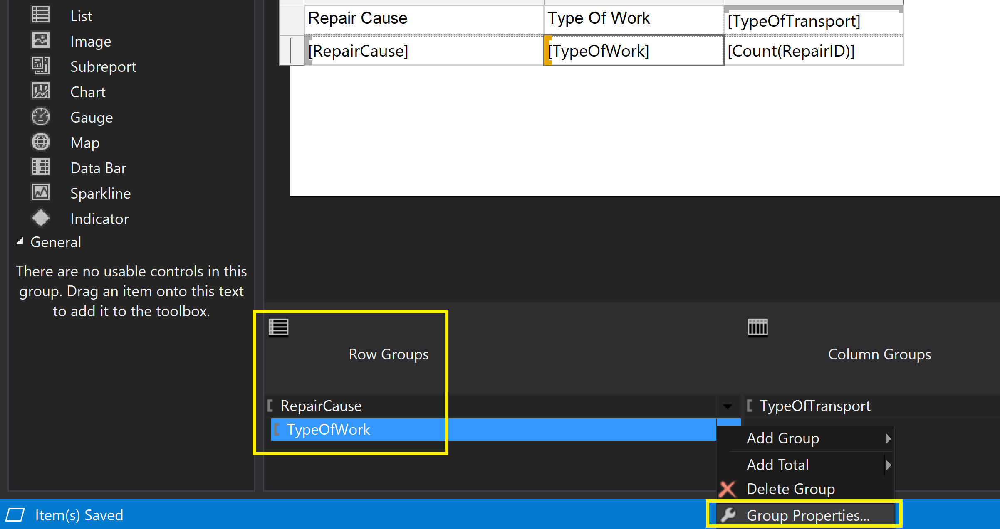 List
Image
Subreport
Chart
Gauge
Map
Data Bar
Sparkline
Indicator
General
There are no usable controls in this
group. Drag an item onto this text
to add it to the toolbox.
Repair Cause Type Of Work [TypeOfTransport]
[RepairCause] [TypeOfWork] [Count(RepairID)]
Row Groups
Column Groups
RepairCause
TypeOfWork
TypeOfTransport
Add Group
Add Total
Delete Group
Group Properties...
Item(s) Saved